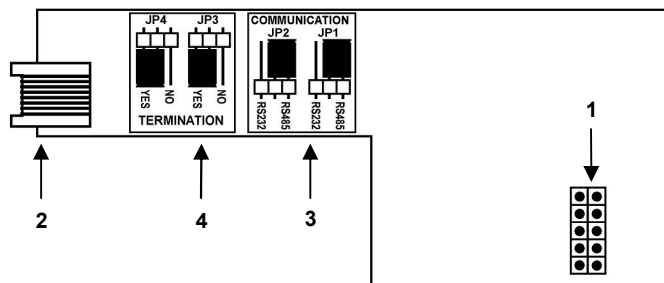 JP4 JP3
YES NO YES NO
TERMINATION
COMMUNICATION
JP2 JP1
RS232 RS485 RS232 RS485
1
2
4
3